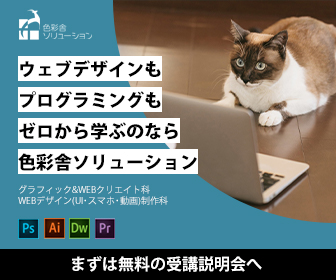 色彩舎
ソリューション
ウェブデザインも
プログラミングも
ゼロから学ぶのなら
色彩舎ソリューション
グラフィック&WEBクリエイト科
WEBデザイン(UI・スマホ・動画)制作科
Ps Ai Dw Pr
まずは無料の受講説明会へ